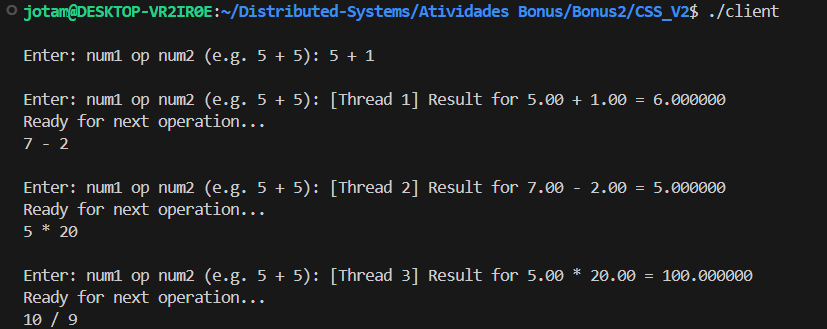 jotam@DESKTOP-VR2IR0E:~/Distributed-Systems/Atividades Bonus/Bonus2/CSS_V2$ ./client
Enter: num1 op num2 (e.g. 5 + 5): 5 + 1
Enter: num1 op num2 (e.g. 5 + 5): [Thread 1] Result for 5.00 + 1.00 = 6.000000
Ready for next operation...
7 - 2
Enter: num1 op num2 (e.g. 5 + 5): [Thread 2] Result for 7.00 - 2.00 = 5.000000
Ready for next operation...
5 * 20
Enter: num1 op num2 (e.g. 5 + 5): [Thread 3] Result for 5.00 * 20.00 = 100.000000
Ready for next operation...
10 / 9